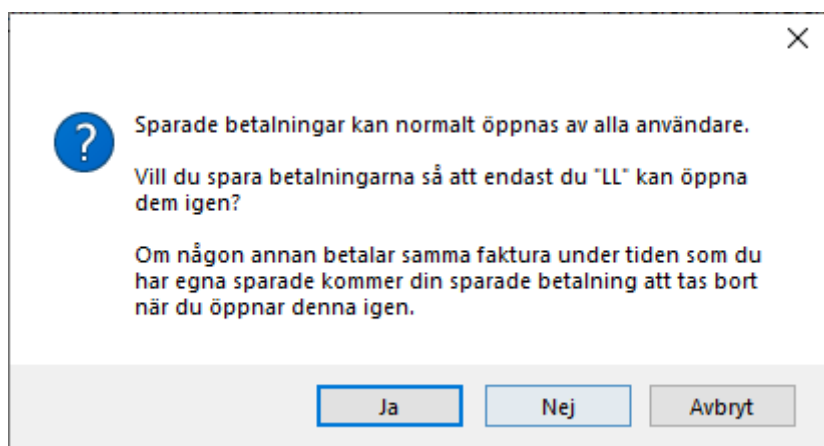 Sparade betalningar kan normalt öppnas av alla användare.
Vill du spara betalningarna så att endast du "LL" kan öppna
dem igen?
Om någon annan betalar samma faktura under tiden som du
har egna sparade kommer din sparade betalning att tas bort
när du öppnar denna igen.
Ja
Nej
Avbryt